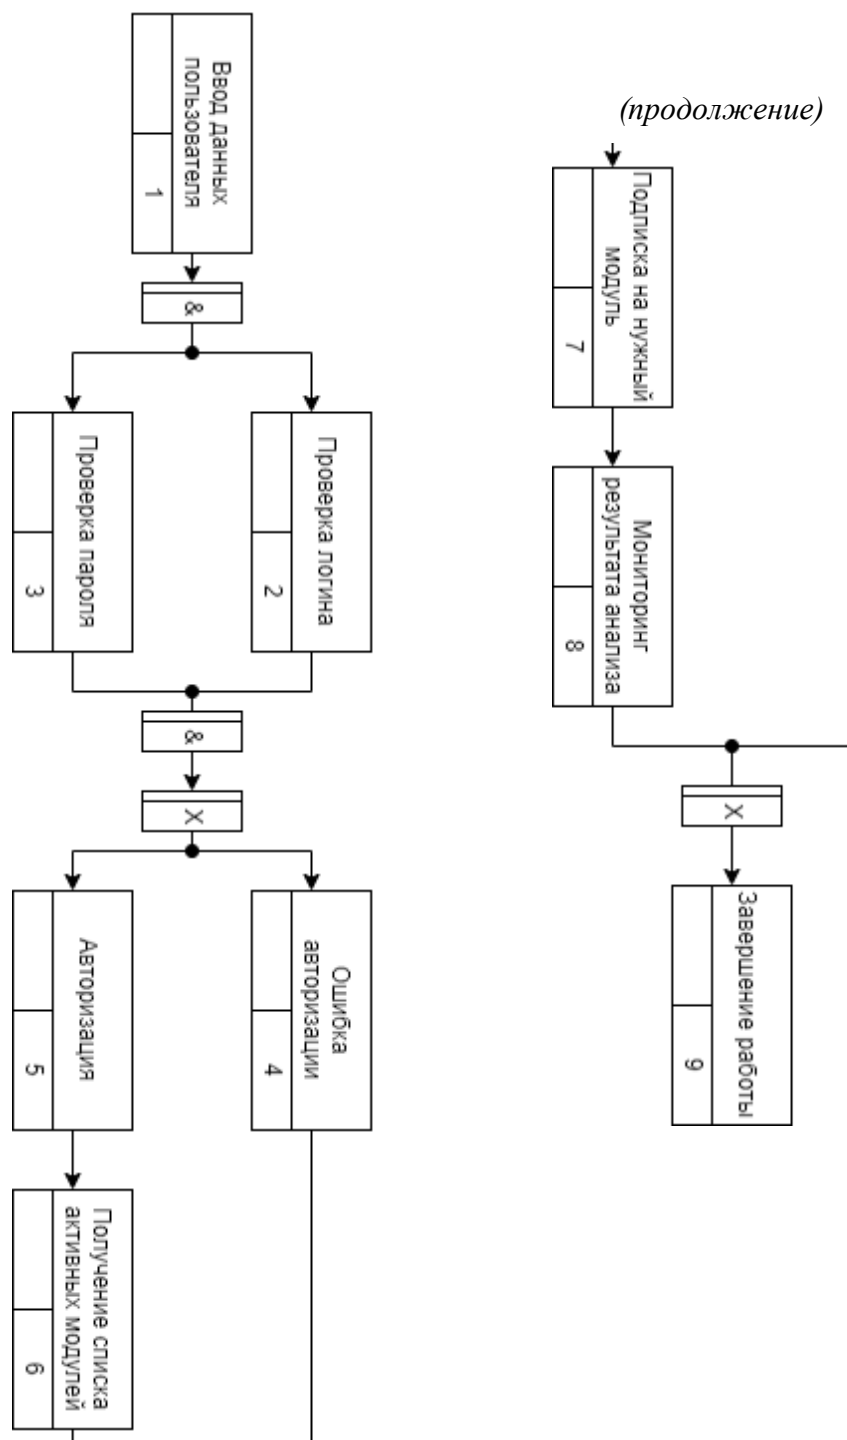 Ввод данных
пользователя
1
&
Проверка логина
2
Проверка пароля
3
&
X
Ошибка
авторизации
4
Авторизация
5
Получение списка
активных модулей
6
(продолжение)
Подписка на нужный
модуль
7
Мониторинг
результата анализа
8
X
Завершение работы
9